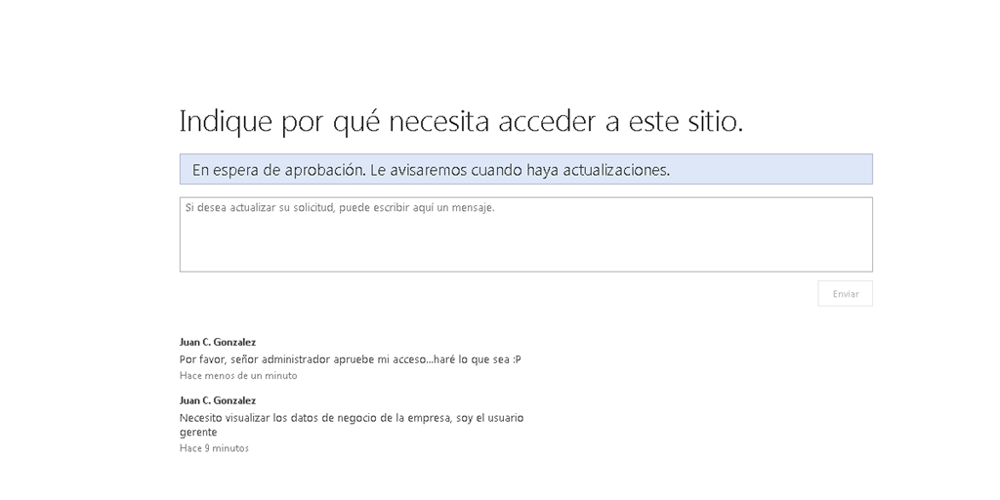 Indique por qué necesita acceder a este sitio.
En espera de aprobación. Le avisaremos cuando haya actualizaciones.
Si desea actualizar su solicitud, puede escribir aquí un mensaje.
Enviar
Juan C. Gonzalez
Por favor, señor administrador apruebe mi acceso...haré lo que sea :P
Hace menos de un minuto
Juan C. Gonzalez
Necesito visualizar los datos de negocio de la empresa, soy el usuario
gerente
Hace 9 minutos